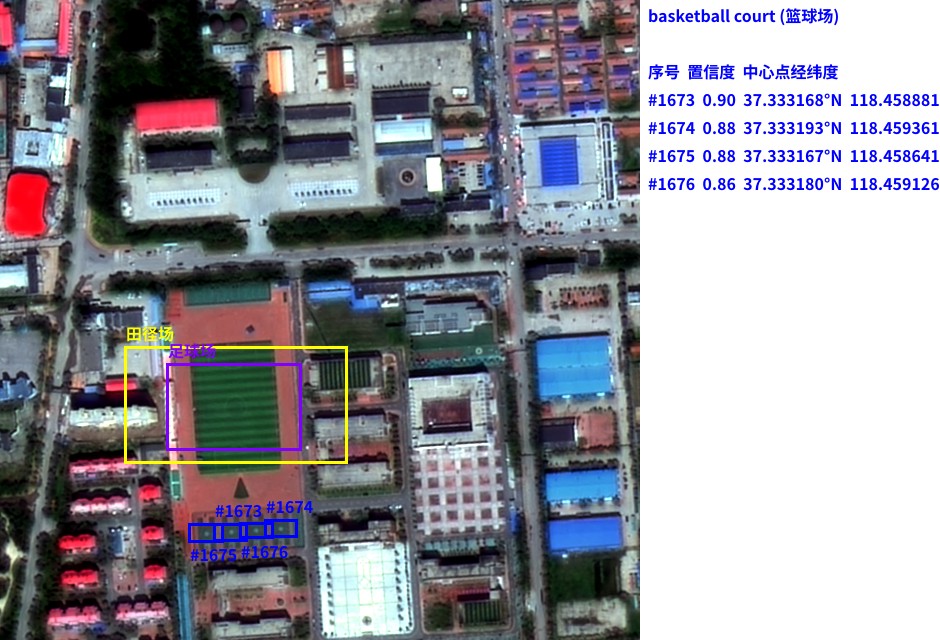 basketball court (篮球场)
序号 置信度 中心点经纬度
#1673 0.90 37.333168°N 118.458881
#1674 0.88 37.333193°N 118.459361
#1675 0.88 37.333167°N 118.458641
#1676 0.86 37.333180°N 118.459126
田径场
足球场
#1673 #1674
#1675 #1676